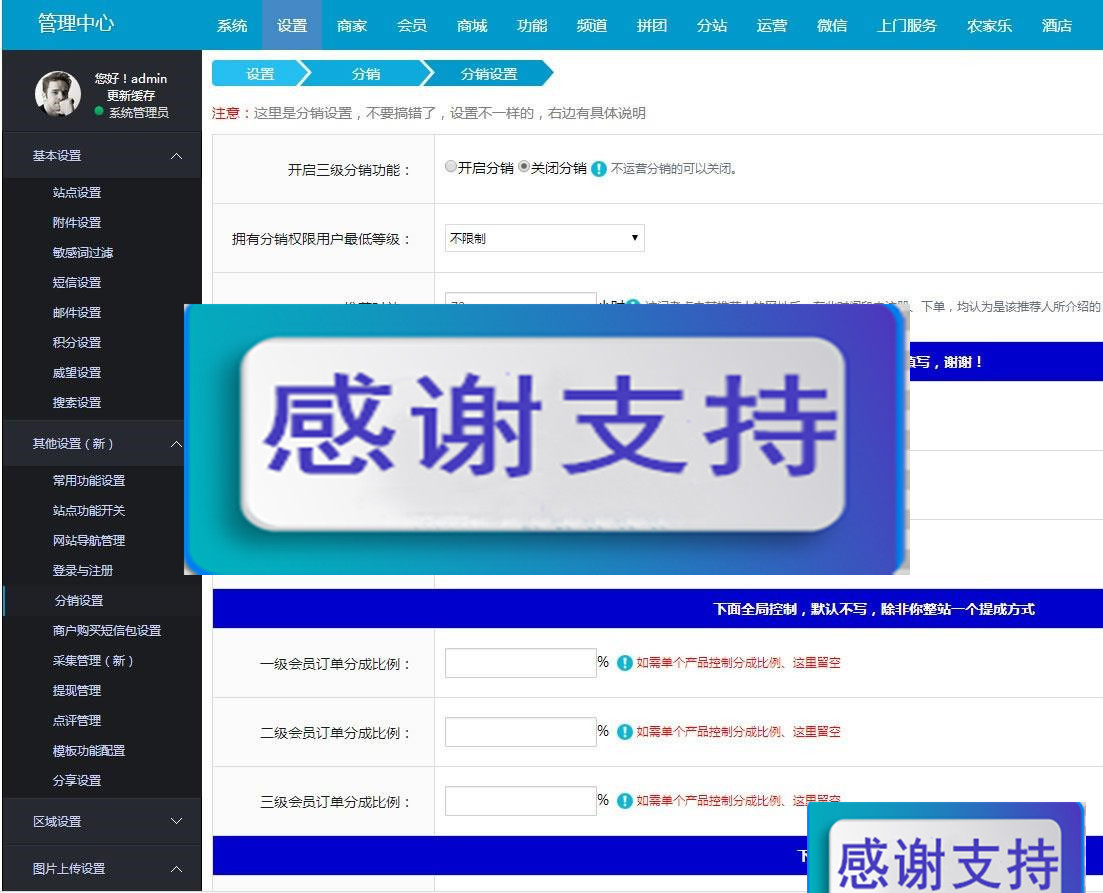 管理中心
系统 设置 商家 会员 商城 功能 频道 拼团 分站 运营 微信 上门服务 农家乐 酒店
您好！admin
更新缓存
系统管理员
设置 分销 分销设置
注意：这里是分销设置，不要搞错了，设置不一样的，右边有具体说明
基本设置
站点设置
附件设置
敏感词过滤
短信设置
邮件设置
积分设置
威望设置
搜索设置
其他设置（新）
常用功能设置
站点功能开关
网站导航管理
登录与注册
分销设置
商户购买短信包设置
采集管理（新）
提现管理
点评管理
模板功能配置
分享设置
区域设置
图片上传设置
开启三级分销功能： 开启分销 关闭分销 不运营分销的可以关闭。
拥有分销权限用户最低等级： 不限制
下单，均认为是该推荐人所介绍的
写，谢谢！
感谢支持
下面全局控制，默认不写，除非你整站一个提成方式
一级会员订单分成比例： % 如需单个产品控制分成比例、这里留空
二级会员订单分成比例： % 如需单个产品控制分成比例、这里留空
三级会员订单分成比例： % 如需单个产品控制分成比例、这里留空
下
感谢支持